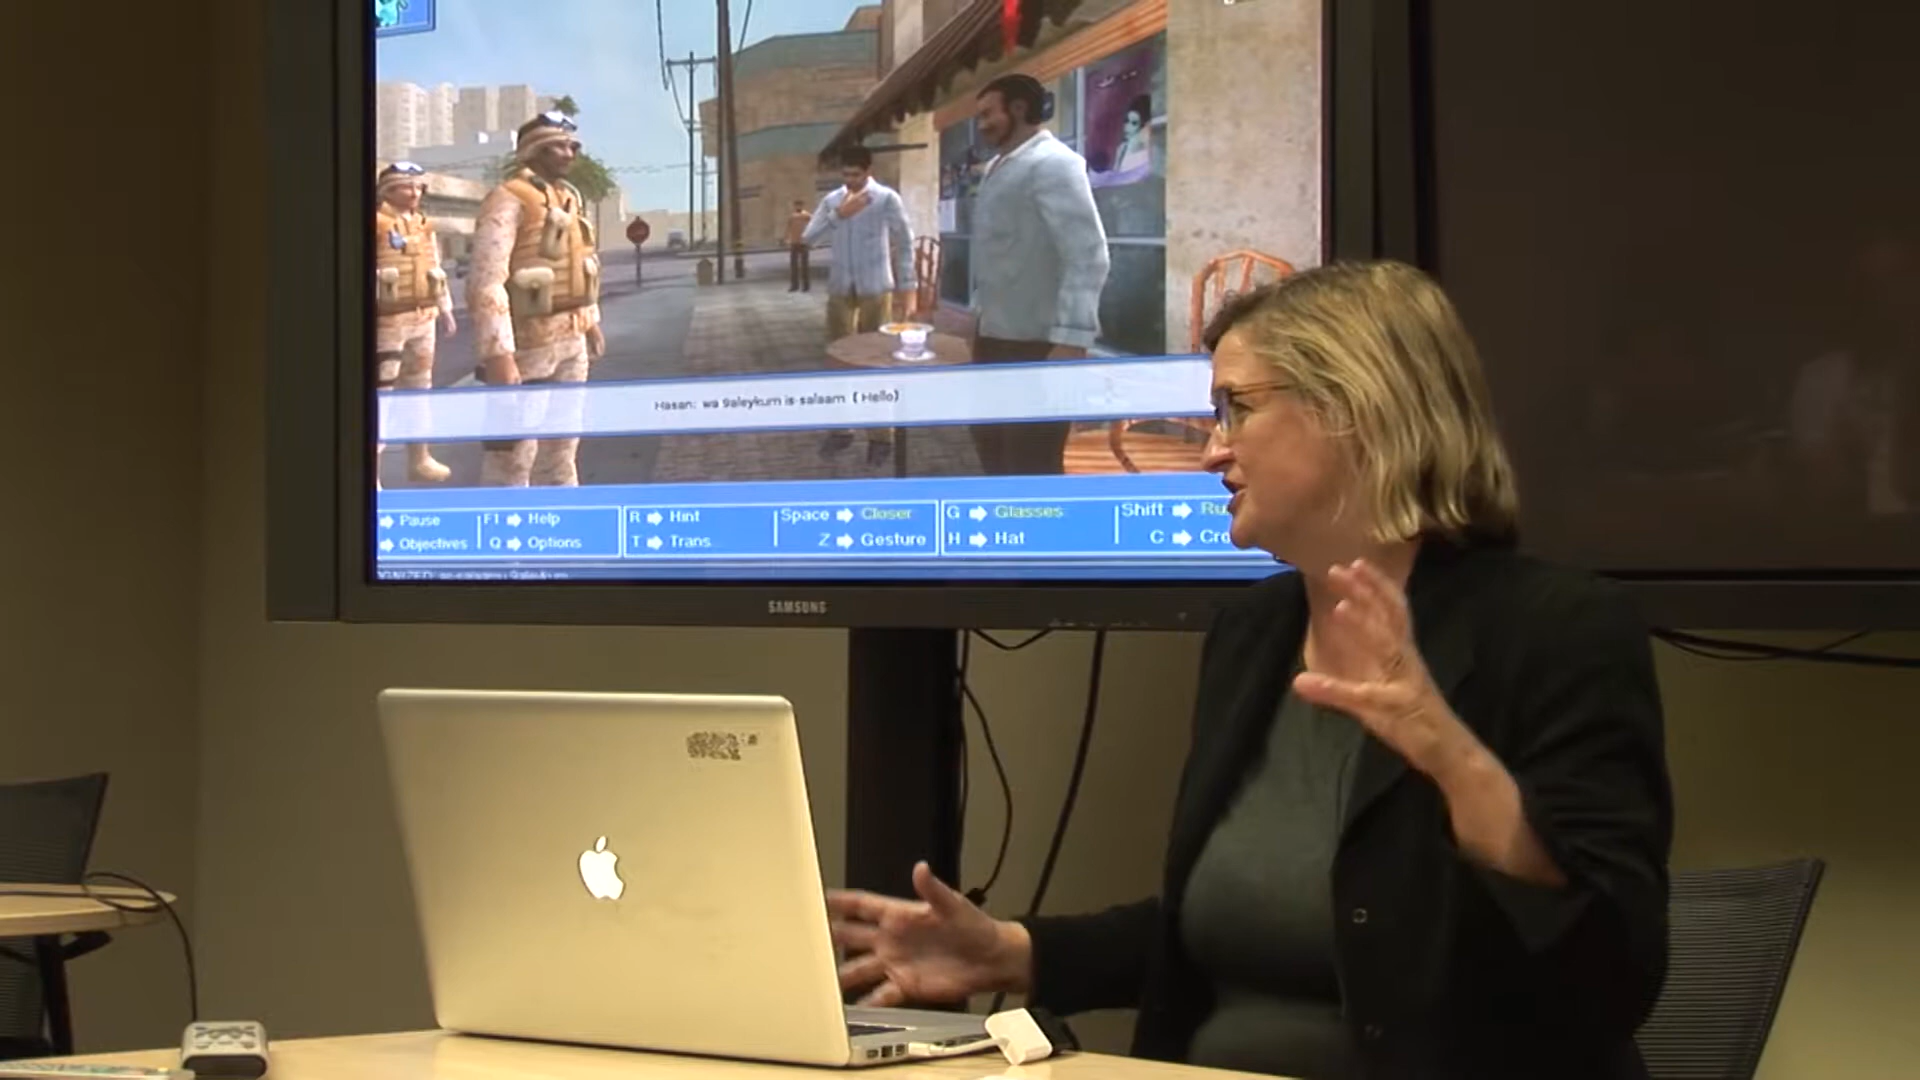 Hasan: wa 9aleykum is-salaam ( Hello)
Pause
Objectives
F1 Help
Q Options
R Hint
T Trans
Space Closer
Z Gesture
G Glasses
H Hat
Shift
C
SAMSUNG